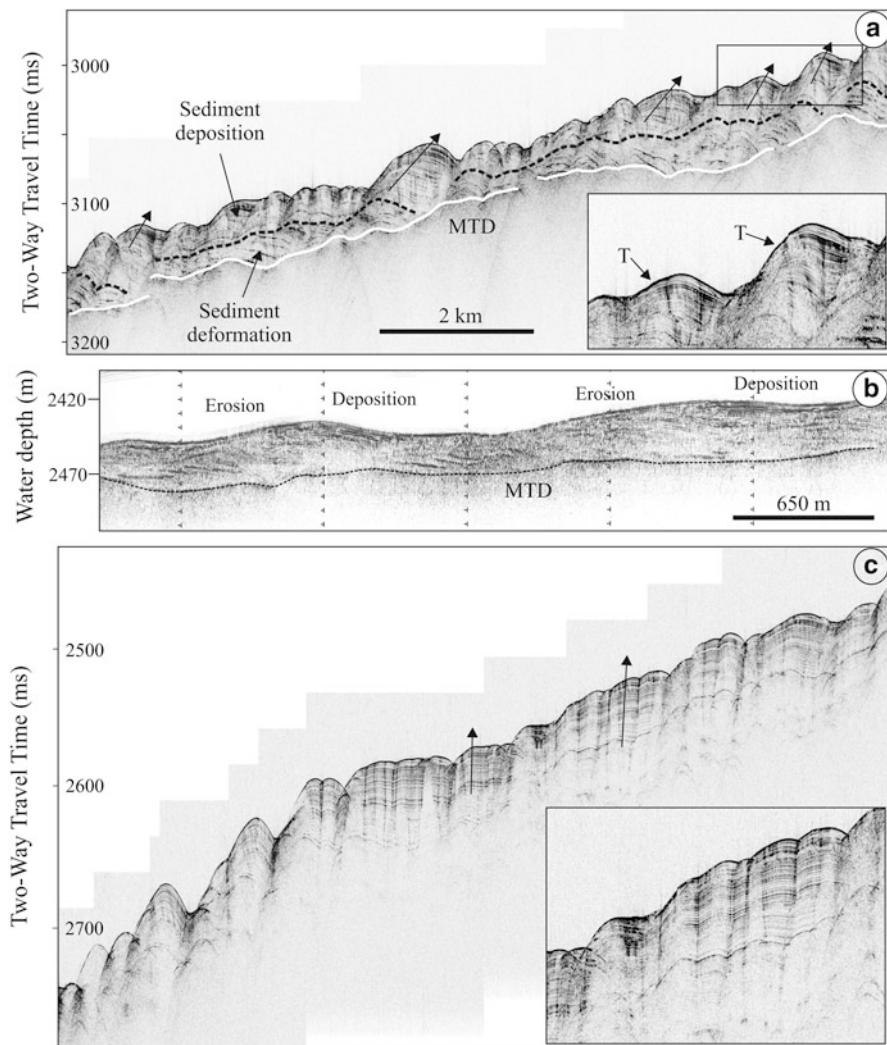 a
3000
Sediment
deposition
Two-Way Travel Time (ms)
3100
MTD
T
T
Sediment
deformation
2 km
3200
b
Water depth (m)
2420
Erosion
Deposition
Erosion
Deposition
2470
MTD
650 m
c
Two-Way Travel Time (ms)
2500
2600
2700